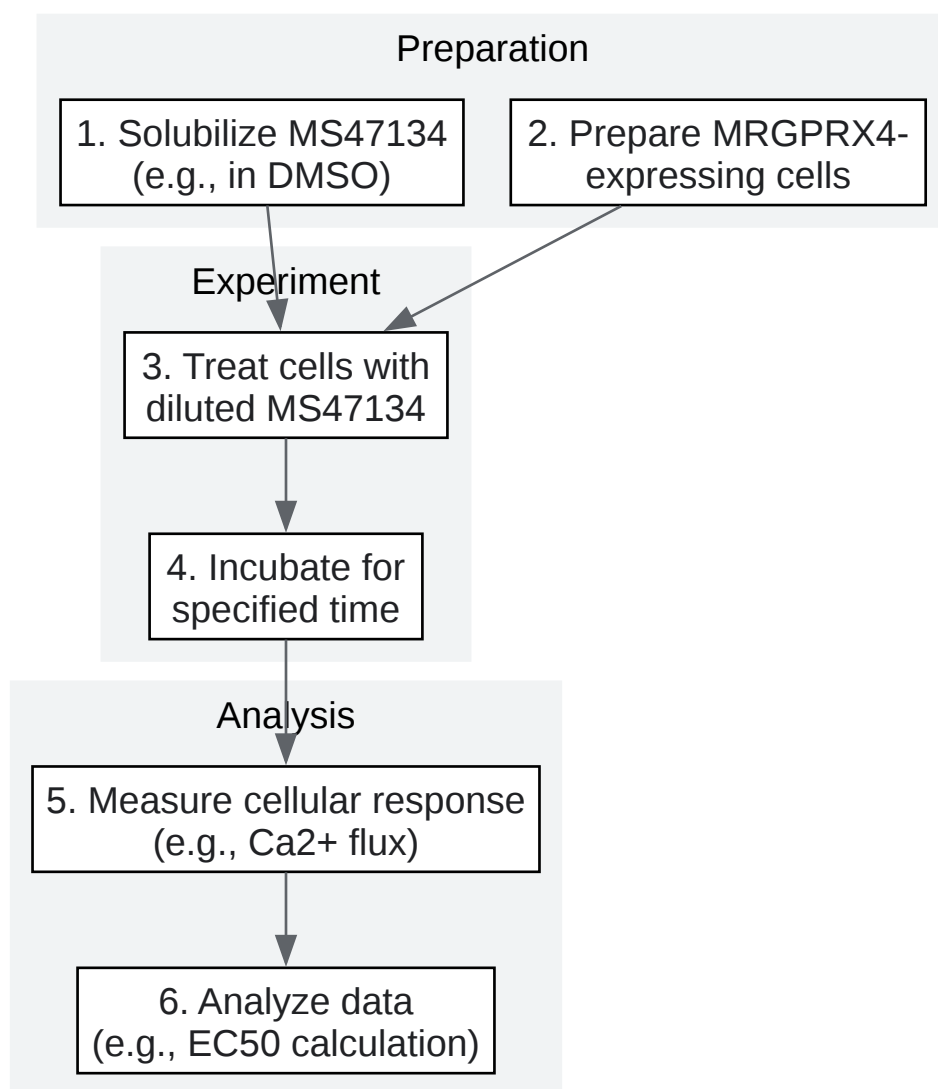 Preparation
1. Solubilize MS47134
(e.g., in DMSO)
2. Prepare MRGPRX4-
expressing cells
Experiment
3. Treat cells with
diluted MS47134
4. Incubate for
specified time
Analysis
5. Measure cellular response
(e.g., Ca2+ flux)
6. Analyze data
(e.g., EC50 calculation)